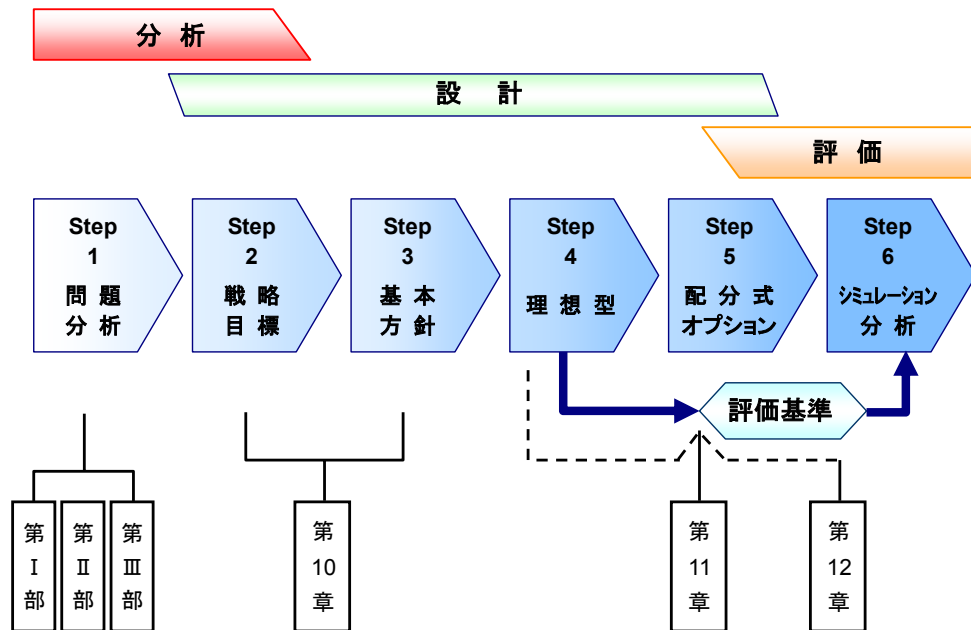 分 析
設 計
評 価
Step
1
問 題
分 析
Step
2
戦 略
目 標
Step
3
基 本
方 針
Step
4
理 想 型
Step
5
配 分 式
オプション
Step
6
シミュレーション
分 析
評価基準
第
Ⅰ
部
第
Ⅱ
部
第
Ⅲ
部
第
10
章
第
11
章
第
12
章